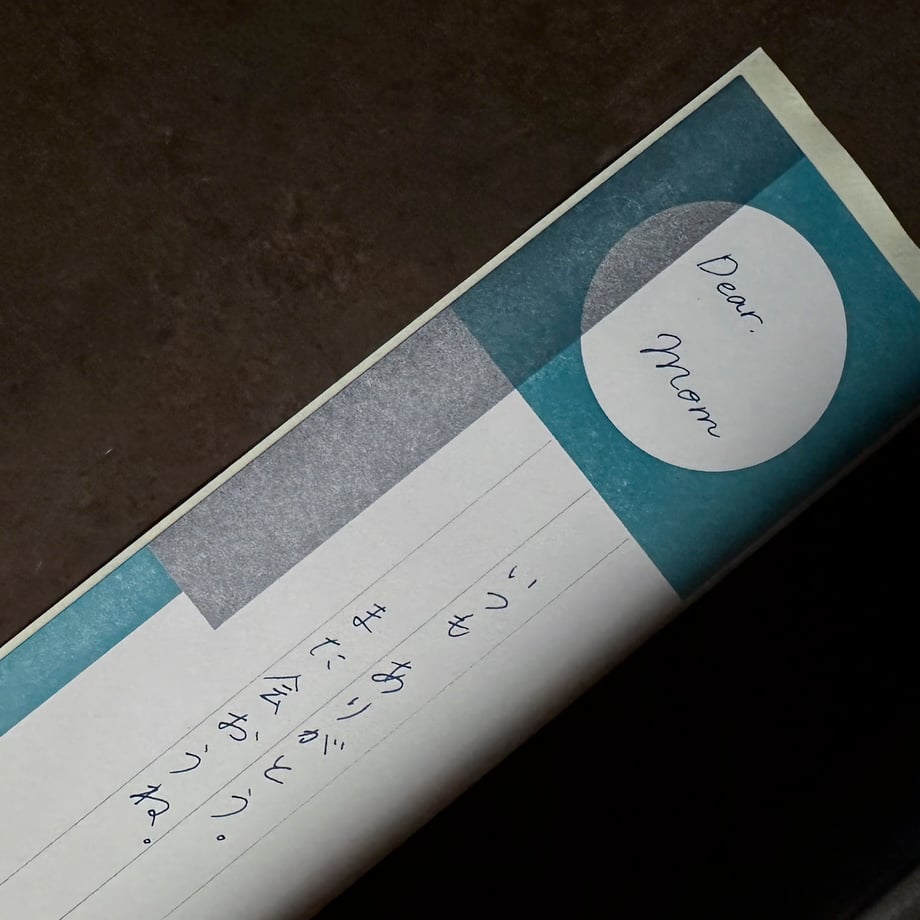 Dear.
Mom
いつも ありがとう。
また会おうね。